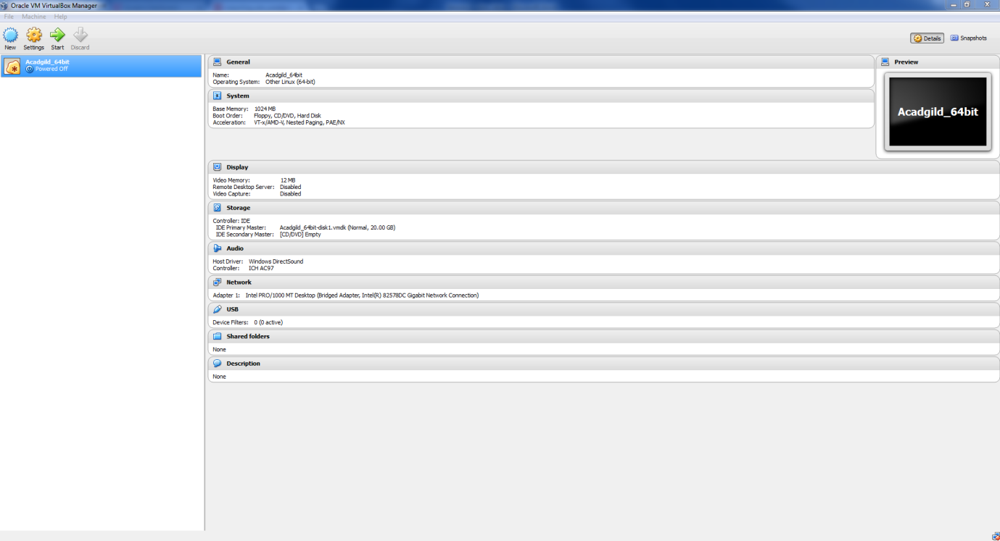 Oracle VM VirtualBox Manager
File Machine Help
New Settings Start Discard
Details Snapshots
Acadgild_64bit
Powered Off
General
Name: Acadgild_64bit
Operating System: Other Linux (64-bit)
System
Base Memory: 1024 MB
Boot Order: Floppy, CD/DVD, Hard Disk
Acceleration: VT-x/AMD-V, Nested Paging, PAE/NX
Preview
Acadgild_64bit
Display
Video Memory: 12 MB
Remote Desktop Server: Disabled
Video Capture: Disabled
Storage
Controller: IDE
IDE Primary Master: Acadgild_64bit-disk1.vmdk (Normal, 20.00 GB)
IDE Secondary Master: [CD/DVD] Empty
Audio
Host Driver: Windows DirectSound
Controller: ICH AC97
Network
Adapter 1: Intel PRO/1000 MT Desktop (Bridged Adapter, Intel(R) 82578DC Gigabit Network Connection)
USB
Device Filters: 0 (0 active)
Shared folders
None
Description
None